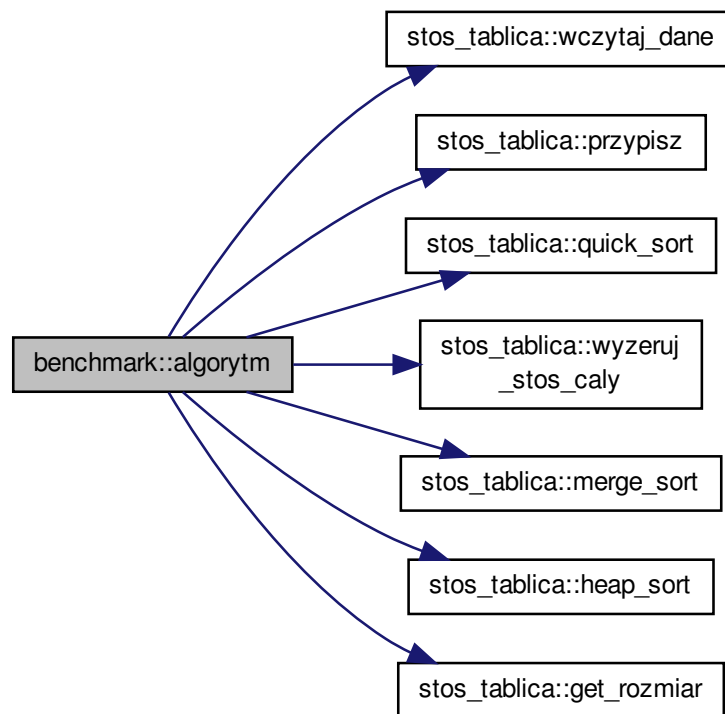 stos_tablica::wczytaj_dane
stos_tablica::przypisz
stos_tablica::quick_sort
benchmark::algorytm
stos_tablica::wyzeruj
_stos_caly
stos_tablica::merge_sort
stos_tablica::heap_sort
stos_tablica::get_rozmiar